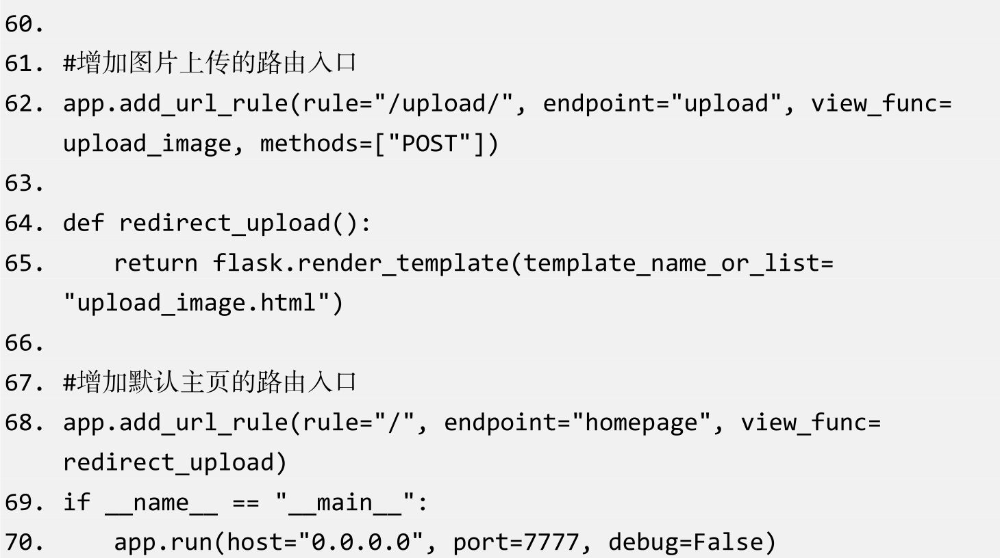 60.
61. #增加图片上传的路由入口
62. app.add_url_rule(rule="/upload/", endpoint="upload", view_func=
upload_image, methods=["POST"])
63.
64. def redirect_upload():
65.     return flask.render_template(template_name_or_list=
"upload_image.html")
66.
67. #增加默认主页的路由入口
68. app.add_url_rule(rule="/", endpoint="homepage", view_func=
redirect_upload)
69. if __name__ == "__main__":
70.     app.run(host="0.0.0.0", port=7777, debug=False)